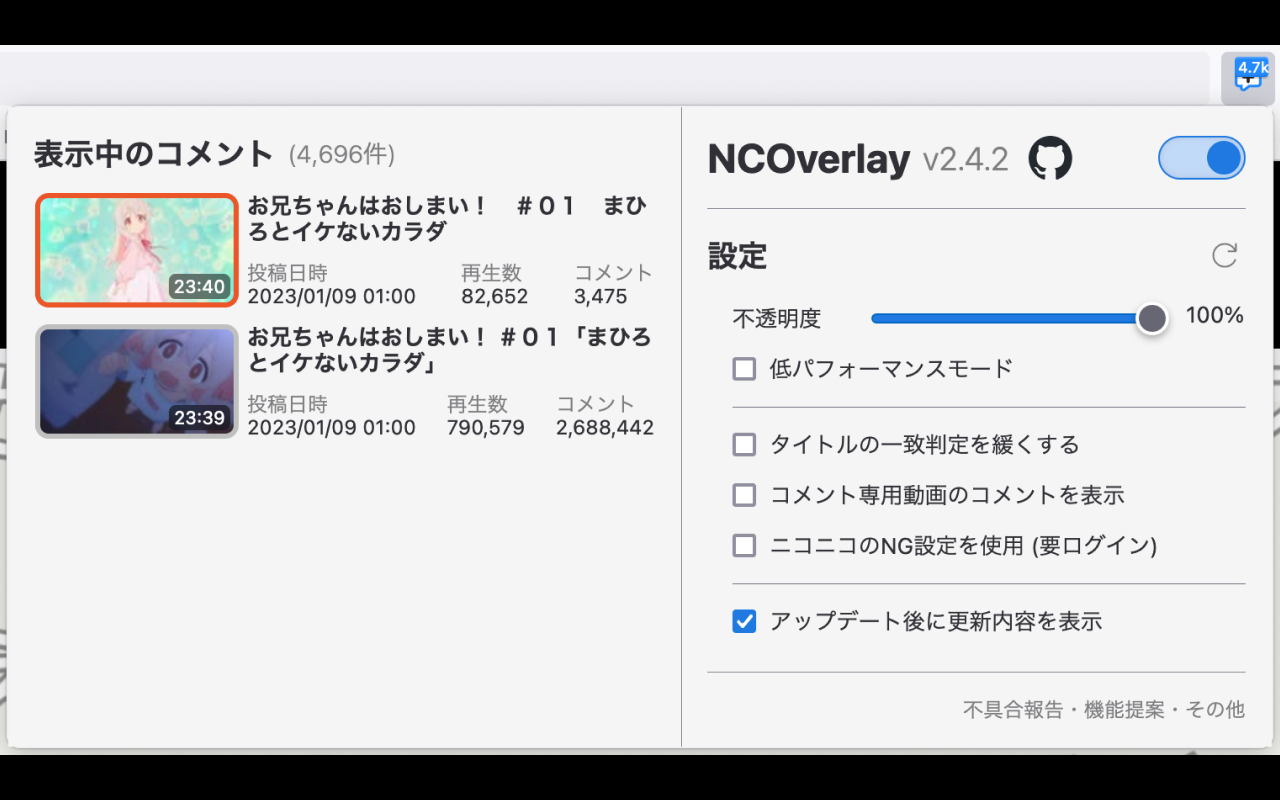 4.7k
表示中のコメント (4,696件)
お兄ちゃんはおしまい！　＃０１　まひ
ろとイケないカラダ
23:40
投稿日時 再生数 コメント
2023/01/09 01:00 82,652 3,475
お兄ちゃんはおしまい！＃０１「まひろ
とイケないカラダ」
23:39
投稿日時 再生数 コメント
2023/01/09 01:00 790,579 2,688,442
NCOverlay v2.4.2
設定
不透明度 100%
低パフォーマンスモード
タイトルの一致判定を緩くする
コメント専用動画のコメントを表示
ニコニコのNG設定を使用 (要ログイン)
アップデート後に更新内容を表示
不具合報告・機能提案・その他